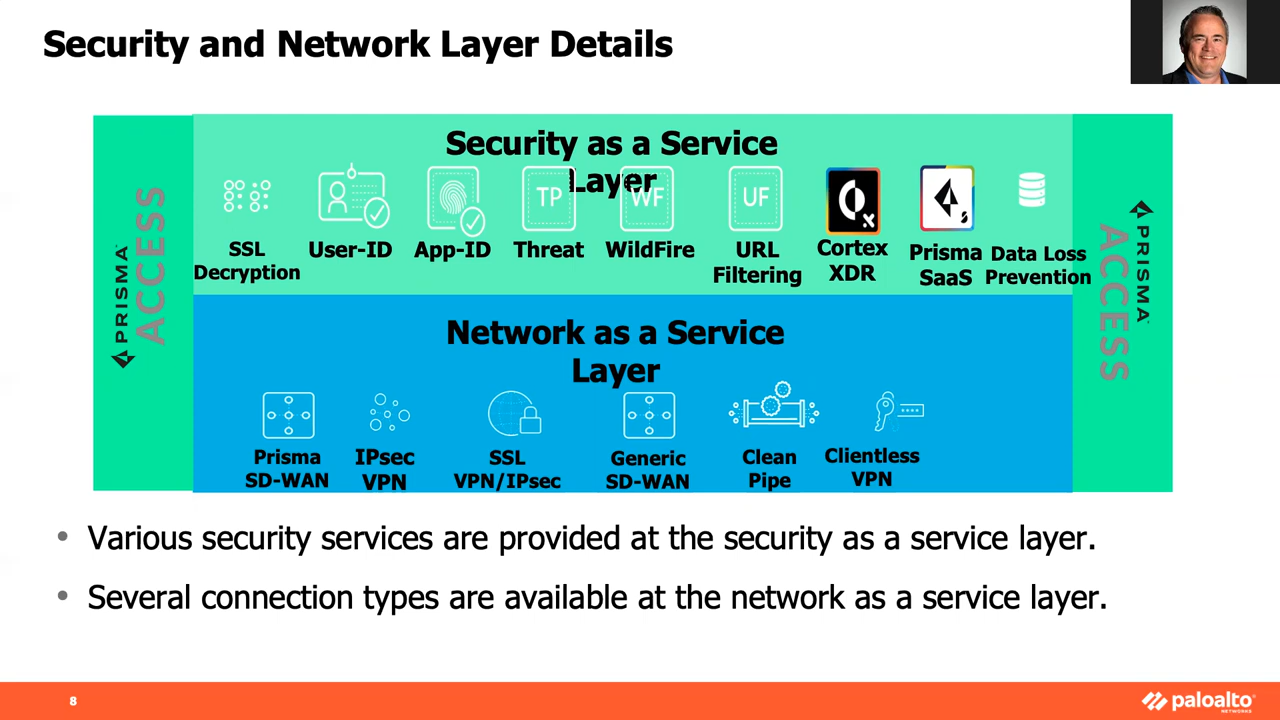 Security and Network Layer Details
Security as a Service
Layer
TP
WF
UF
X
S
SSL
Decryption
User-ID
App-ID
Threat
WildFire
URL
Filtering
Cortex
XDR
Prisma
SaaS
Data Loss
Prevention
PRISMA
ACCESS
PRISMA
ACCESS
Network as a Service
Layer
Prisma
SD-WAN
IPsec
VPN
SSL
VPN/IPsec
Generic
SD-WAN
Clean
Pipe
Clientless
VPN
• Various security services are provided at the security as a service layer.
• Several connection types are available at the network as a service layer.
8
paloalto
NETWORKS